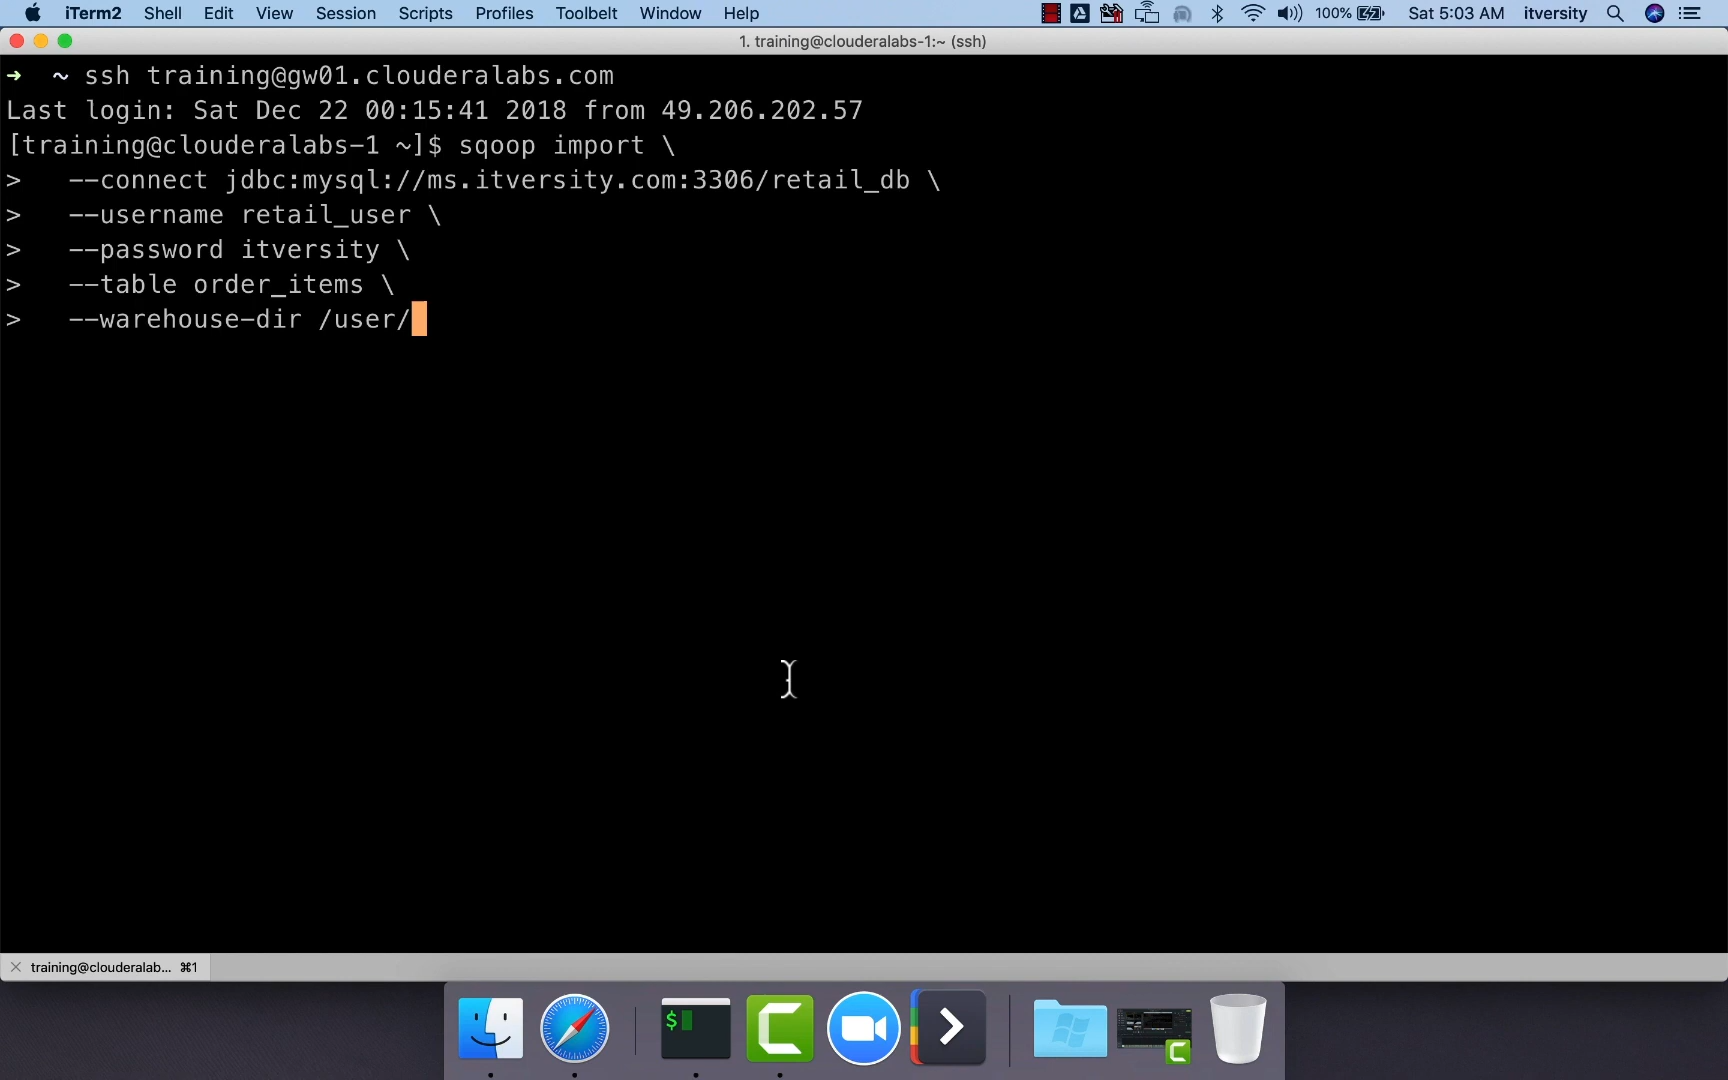 iTerm2 Shell Edit View Session Scripts Profiles Toolbelt Window Help 100% Sat 5:03 AM itversity
1. training@clouderalabs-1:~ (ssh)
➜ ~ ssh training@gw01.clouderalabs.com
Last login: Sat Dec 22 00:15:41 2018 from 49.206.202.57
[training@clouderalabs-1 ~]$ sqoop import \
> --connect jdbc:mysql://ms.itversity.com:3306/retail_db \
> --username retail_user \
> --password itversity \
> --table order_items \
> --warehouse-dir /user/
training@clouderalab... ⌘1
$